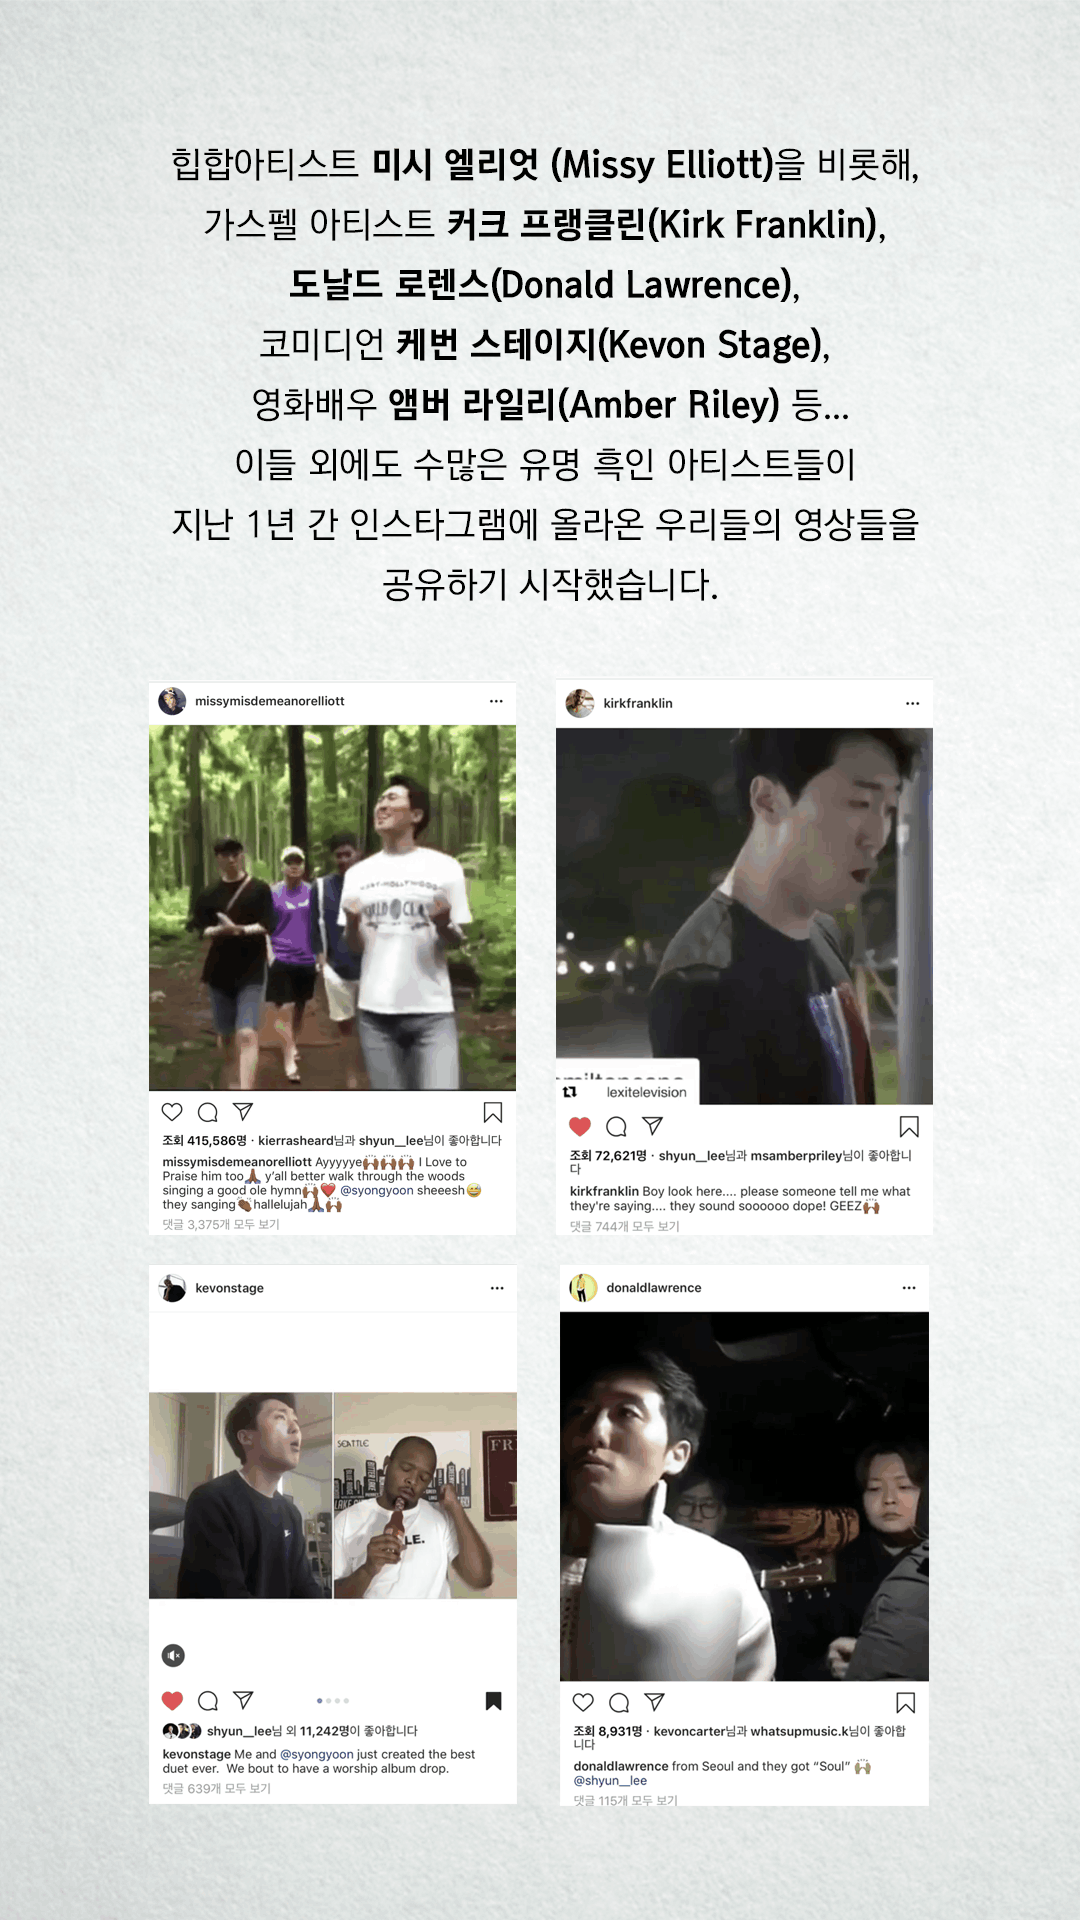 힙합아티스트 미시 엘리엇 (Missy Elliott)을 비롯해,
가스펠 아티스트 커크 프랭클린(Kirk Franklin),
도날드 로렌스(Donald Lawrence),
코미디언 케번 스테이지(Kevon Stage),
영화배우 앰버 라일리(Amber Riley) 등...
이들 외에도 수많은 유명 흑인 아티스트들이
지난 1년 간 인스타그램에 올라온 우리들의 영상들을
공유하기 시작했습니다.
missymisdemeanorelliott
조회 415,586명 · kierrasheard님과 shyun__lee님이 좋아합니다
missymisdemeanorelliott Ayyyyye🙌🏾🙌🏾🙌🏾 I Love to
Praise him too🙏🏾 y'all better walk through the woods
singing a good ole hymn🙌🏾❤️ @syongyoon sheeesh😅
they sanging👏🏾hallelujah🙏🏾🙌🏾
댓글 3,375개 모두 보기
kirkfranklin
lexitelevision
조회 72,621명 · shyun__lee님과 msamberpriley님이 좋아합니
다
kirkfranklin Boy look here.... please someone tell me what
they're saying.... they sound soooooo dope! GEEZ🙌🏾
댓글 744개 모두 보기
kevonstage
SEATTLE
LE.
FR
shyun__lee님 외 11,242명이 좋아합니다
kevonstage Me and @syongyoon just created the best
duet ever. We bout to have a worship album drop.
댓글 639개 모두 보기
donaldlawrence
조회 8,931명 · kevoncarter님과 whatsupmusic.k님이 좋아합
니다
donaldlawrence from Seoul and they got “Soul” 🙌
@shyun__lee
댓글 115개 모두 보기